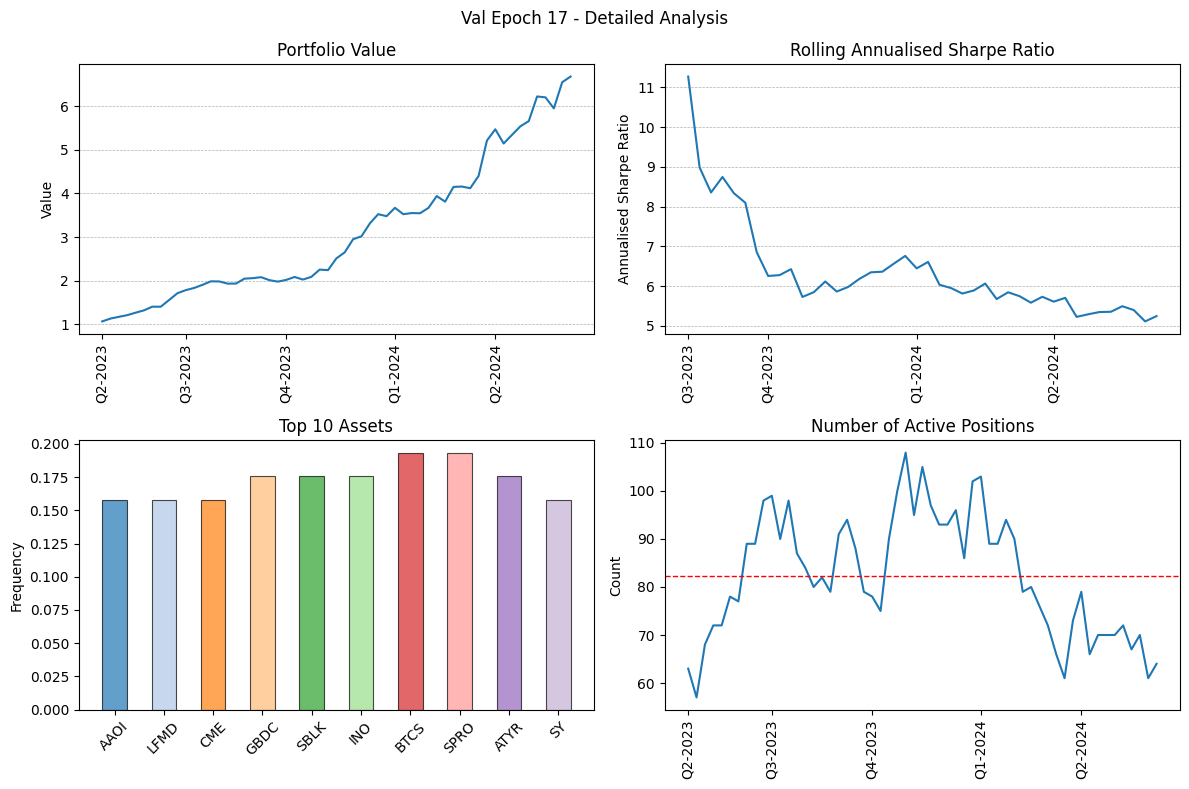 Val Epoch 17 - Detailed Analysis
Portfolio Value
Value
6
5
4
3
2
1
Q2-2023
Q3-2023
Q4-2023
Q1-2024
Q2-2024
Rolling Annualised Sharpe Ratio
Annualised Sharpe Ratio
11
10
9
8
7
6
5
Q3-2023
Q4-2023
Q1-2024
Q2-2024
Top 10 Assets
Frequency
0.200
0.175
0.150
0.125
0.100
0.075
0.050
0.025
0.000
AAOI
LFMD
CME
GBDC
SBLK
INO
BTCS
SPRO
ATYR
SY
Number of Active Positions
Count
110
100
90
80
70
60
Q2-2023
Q3-2023
Q4-2023
Q1-2024
Q2-2024